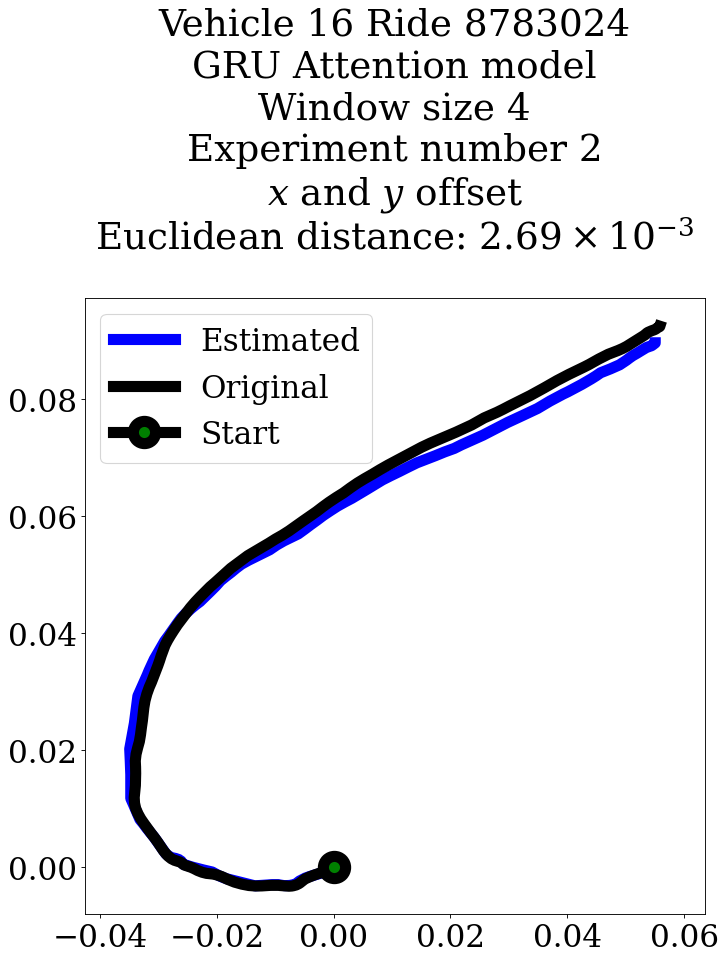 Vehicle 16 Ride 8783024
GRU Attention model
Window size 4
Experiment number 2
x and y offset
Euclidean distance: 2.69 × 10⁻³
Estimated
Original
Start
0.08
0.06
0.04
0.02
0.00
−0.04 −0.02 0.00 0.02 0.04 0.06